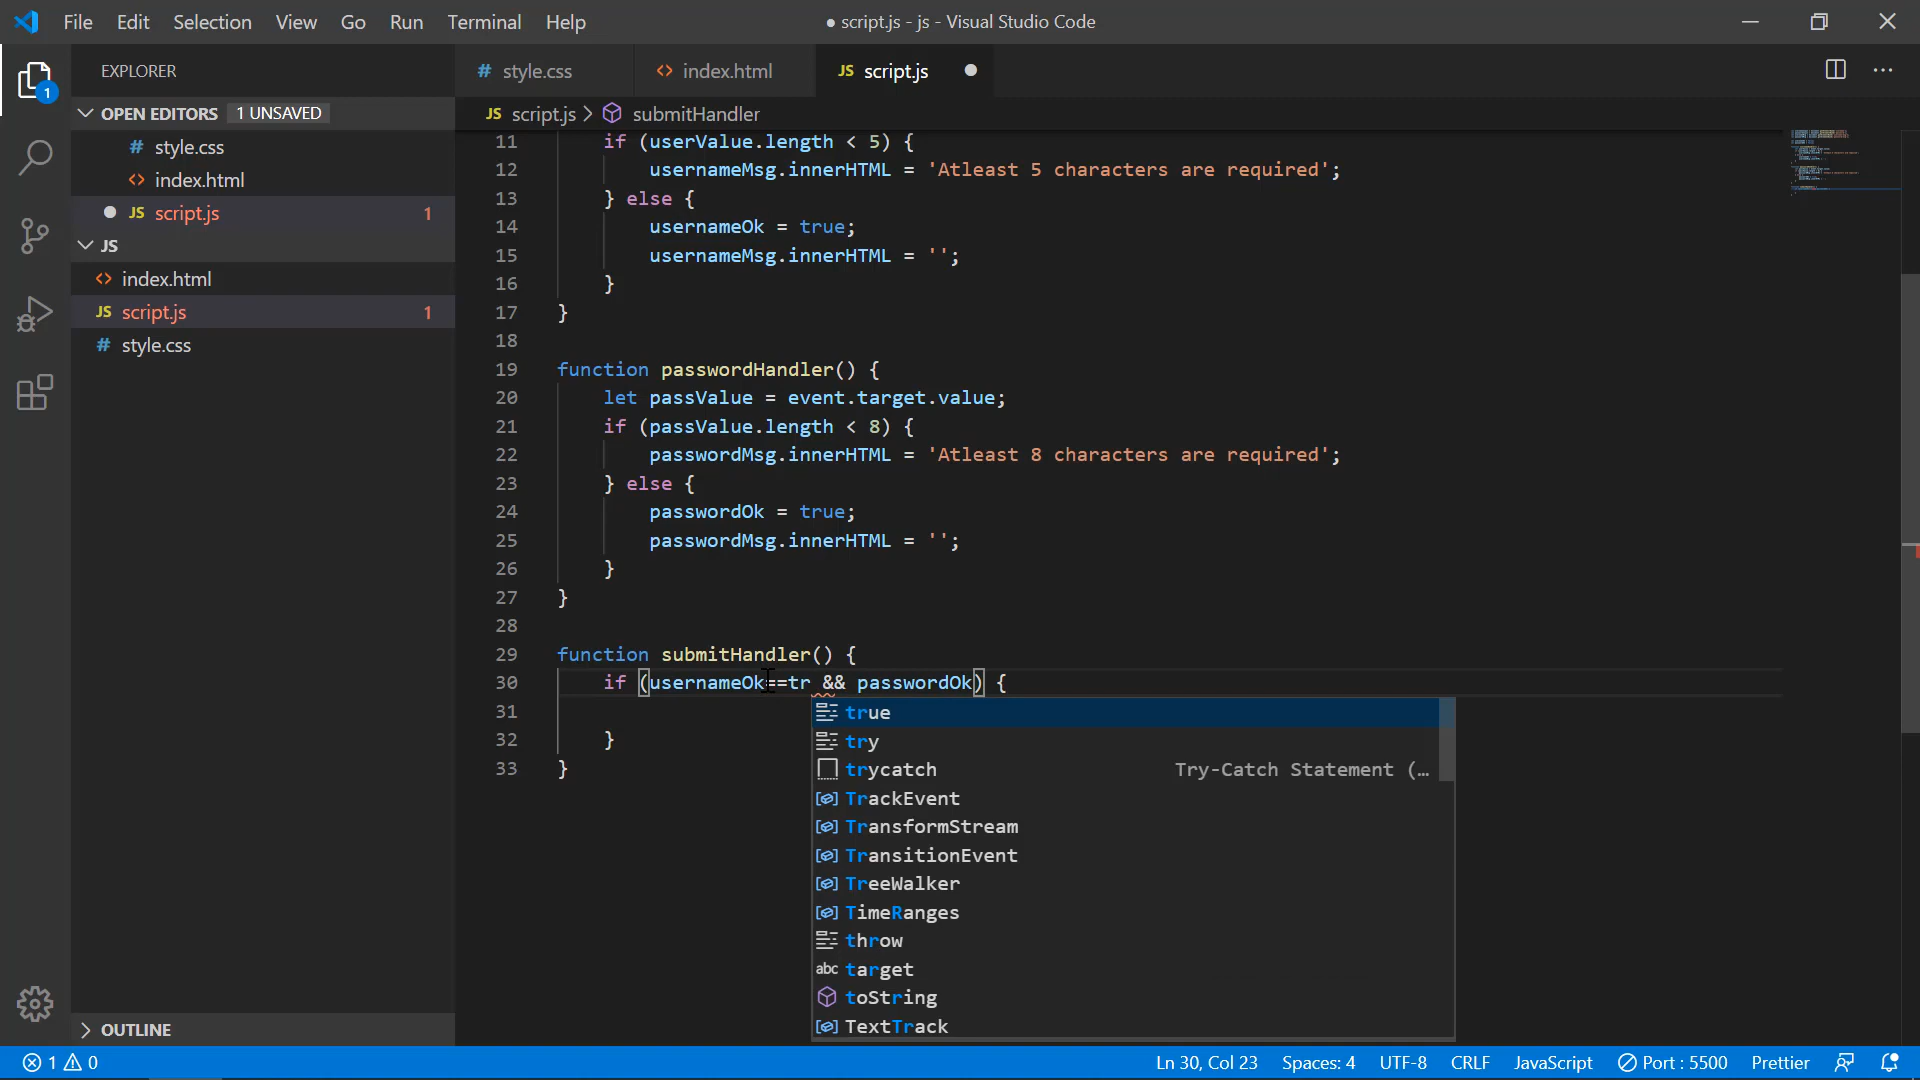 File Edit Selection View Go Run Terminal Help
● script.js - js - Visual Studio Code
EXPLORER
OPEN EDITORS 1 UNSAVED
# style.css
<> index.html
● JS script.js 1
JS
<> index.html
JS script.js 1
# style.css
OUTLINE
1
# style.css
<> index.html
JS script.js ●
JS script.js > submitHandler
11 if (userValue.length < 5) {
12 usernameMsg.innerHTML = 'Atleast 5 characters are required';
13 } else {
14 usernameOk = true;
15 usernameMsg.innerHTML = '';
16 }
17 }
18
19 function passwordHandler() {
20 let passValue = event.target.value;
21 if (passValue.length < 8) {
22 passwordMsg.innerHTML = 'Atleast 8 characters are required';
23 } else {
24 passwordOk = true;
25 passwordMsg.innerHTML = '';
26 }
27 }
28
29 function submitHandler() {
30 if (usernameOk==tr && passwordOk) {
31
32 }
33 }
true
try
trycatch Try-Catch Statement (…
TrackEvent
TransformStream
TransitionEvent
TreeWalker
TimeRanges
throw
abc target
toString
TextTrack
1 0
Ln 30, Col 23 Spaces: 4 UTF-8 CRLF JavaScript Port : 5500 Prettier